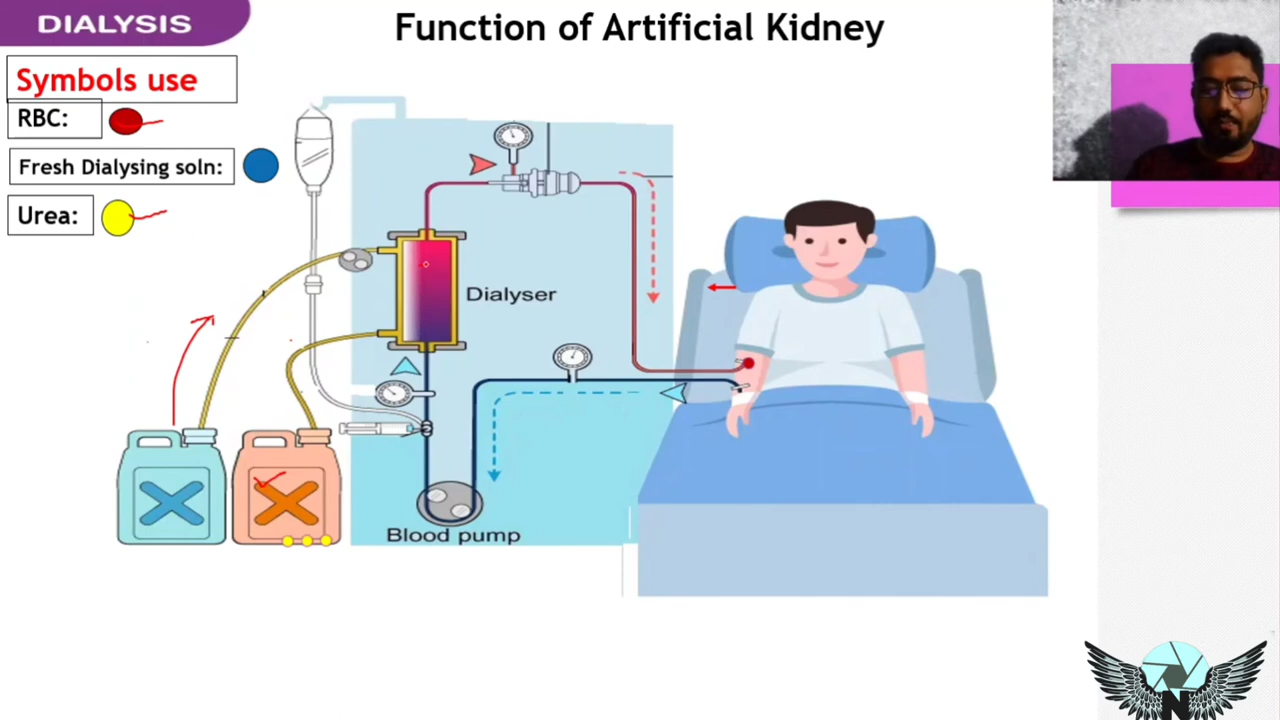 DIALYSIS
Function of Artificial Kidney
Symbols use
RBC:
Fresh Dialysing soln:
Urea:
Dialyser
Blood pump
N